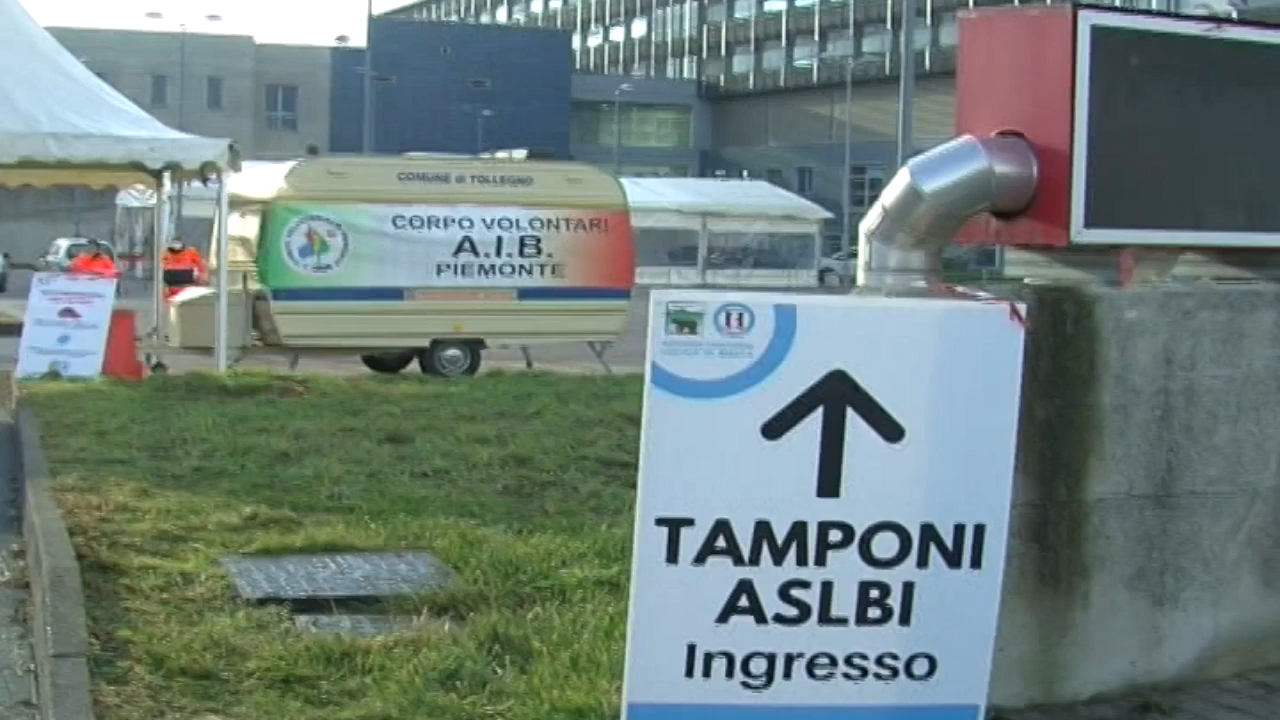 COMUNE di TOLLEGNO
CORPO VOLONTARI
A.I.B.
PIEMONTE
TAMPONI
ASLBI
Ingresso